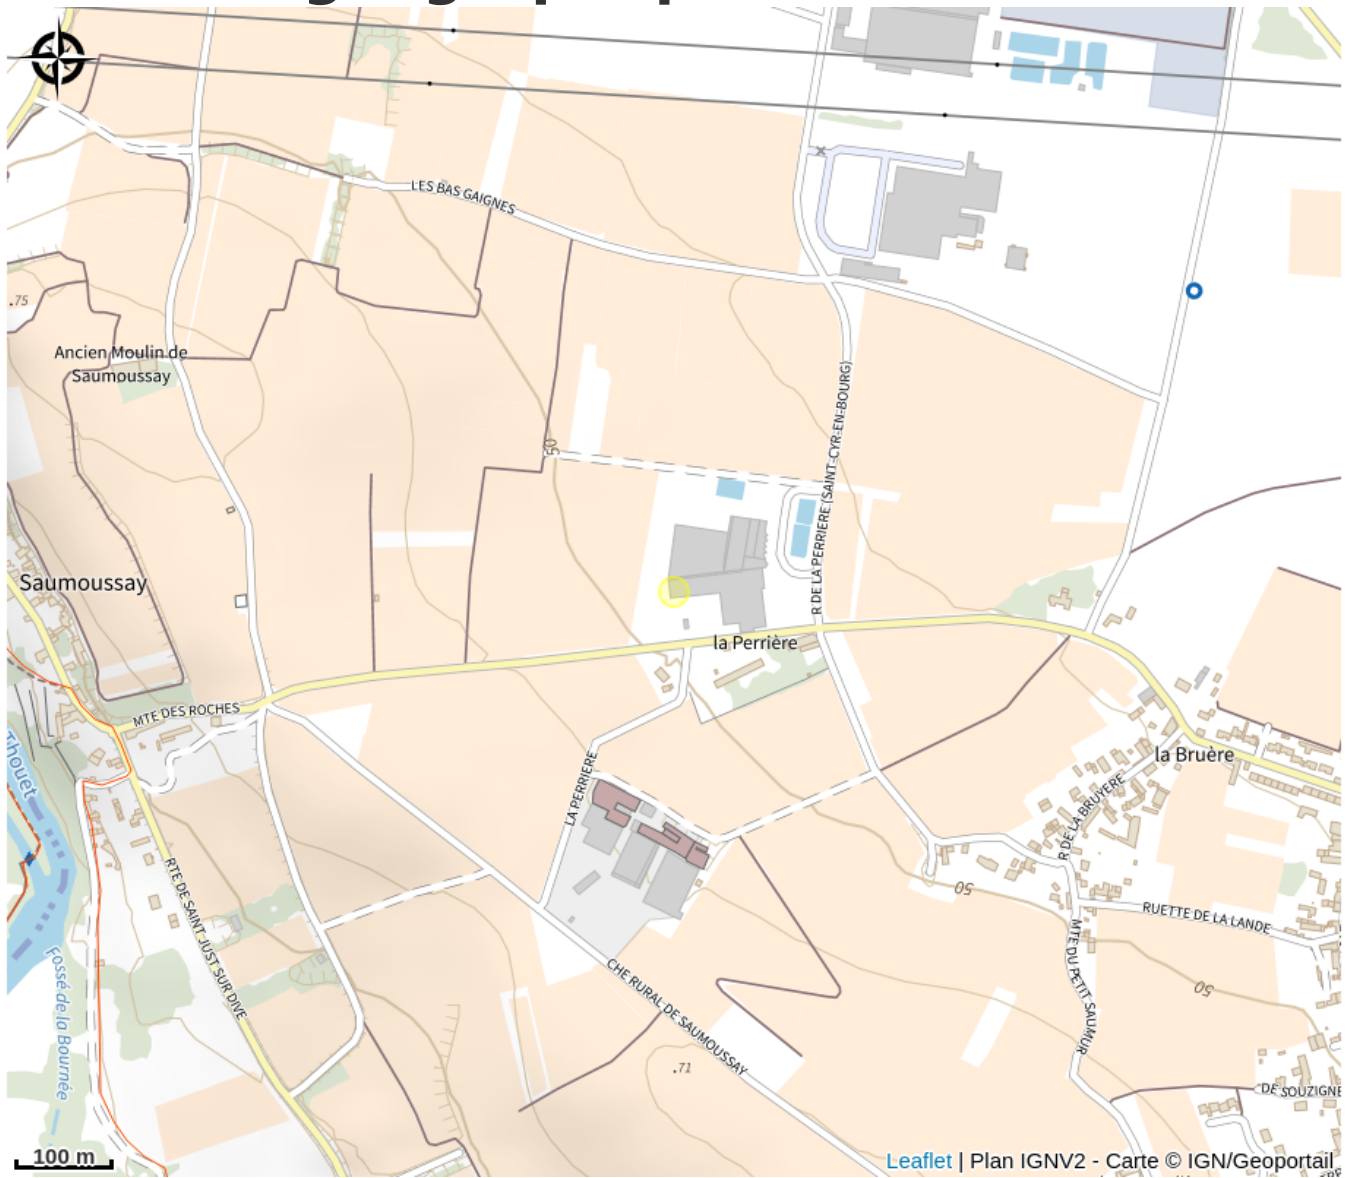 LES BAS GAIGNES
.75
Ancien Moulin de
Saumoussay
50
R DE LA PERRIERE (SAINT-CYR-EN-BOURG)
Saumoussay
la Perrière
MTE DES ROCHES
Thouet
la Bruère
LA PERRIERE
R DE LA BRUYERE
RTE DE SAINT JUST SUR DIVE
50
RUETTE DE LA LANDE
MTE DU PETIT SAUMUR
Fossé de la Bournée
CHE RURAL DE SAUMOUSSAY
50
.71
DE SOUZIGNE
100 m
Leaflet | Plan IGNV2 - Carte © IGN/Geoportail